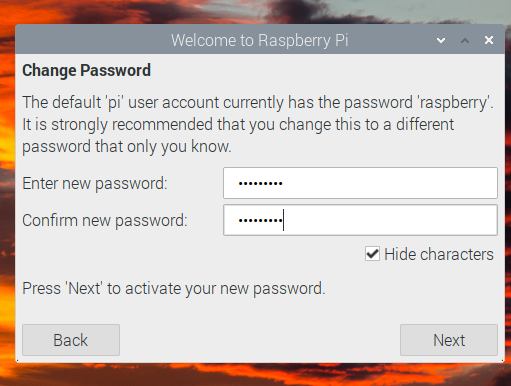 Welcome to Raspberry Pi
Change Password
The default 'pi' user account currently has the password 'raspberry'.
It is strongly recommended that you change this to a different
password that only you know.
Enter new password: •••••••••
Confirm new password: •••••••••
Hide characters
Press 'Next' to activate your new password.
Back Next